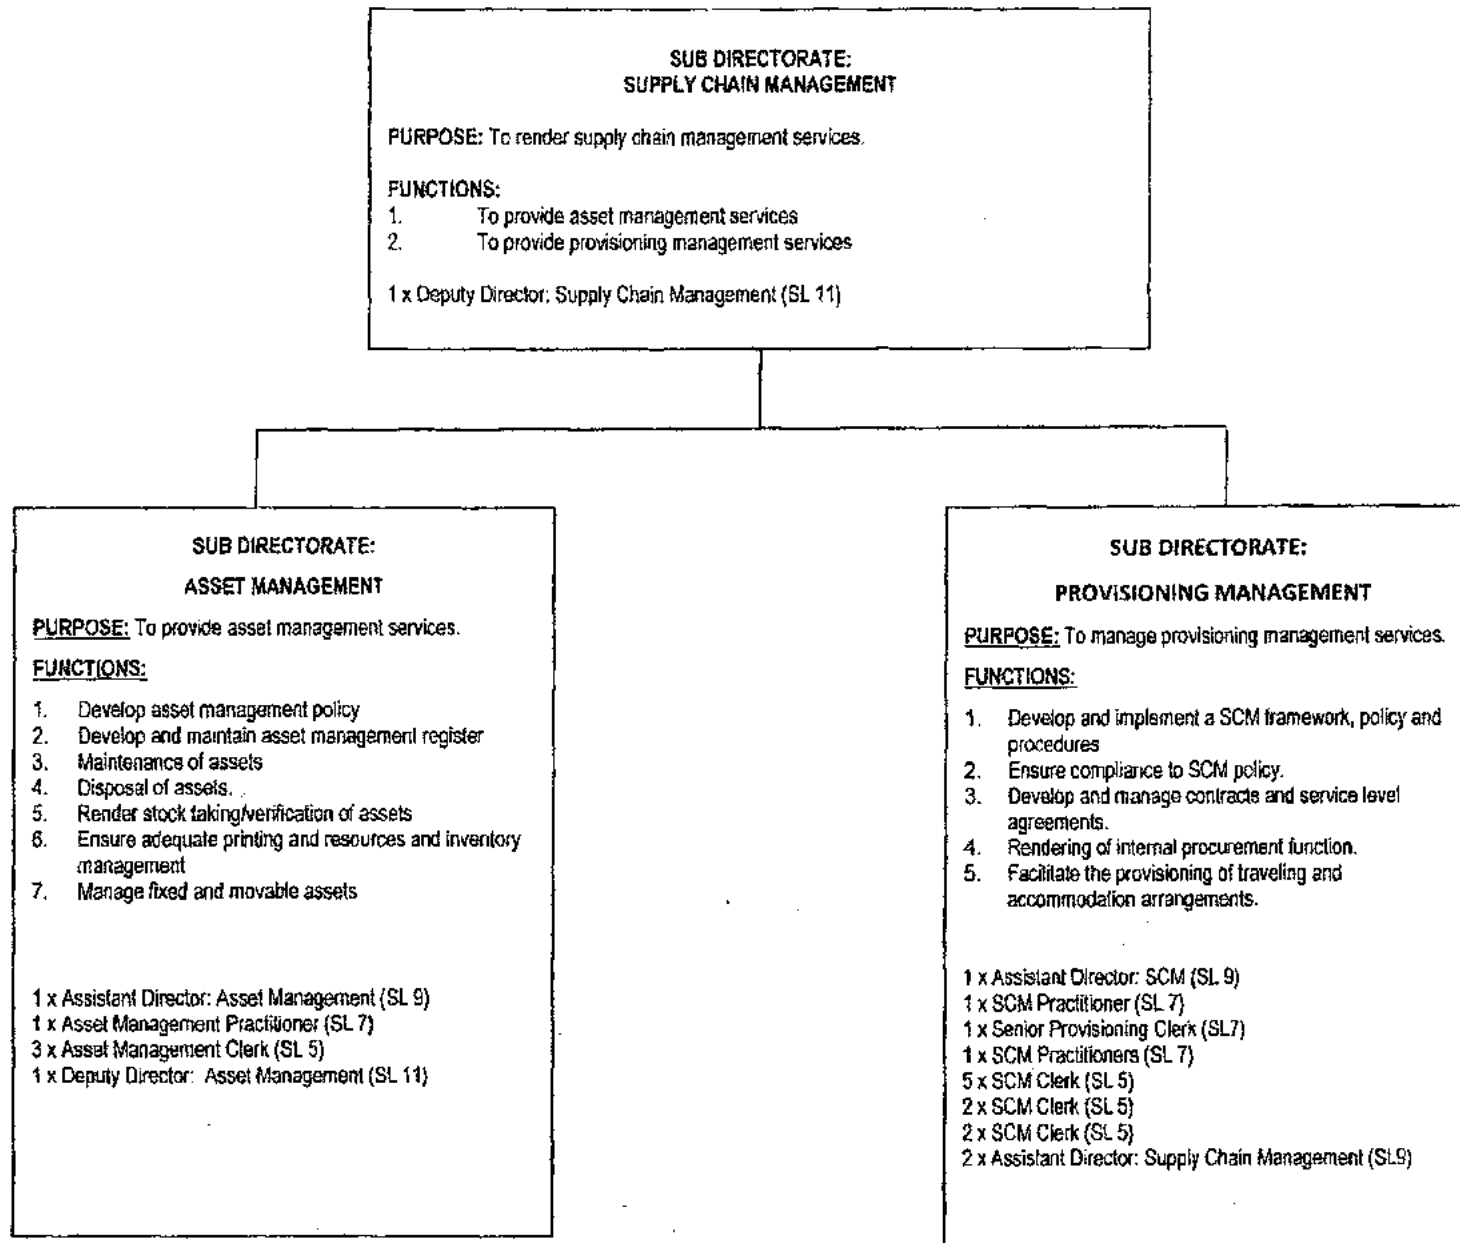 SUB DIRECTORATE:
SUPPLY CHAIN MANAGEMENT
PURPOSE: To render supply chain management services.
FUNCTIONS:
1. To provide asset management services
2. To provide provisioning management services
1 x Deputy Director: Supply Chain Management (SL 11)
SUB DIRECTORATE:
ASSET MANAGEMENT
PURPOSE: To provide asset management services.
FUNCTIONS:
1. Develop asset management policy
2. Develop and maintain asset management register
3. Maintenance of assets
4. Disposal of assets.
5. Render stock taking/verification of assets
6. Ensure adequate printing and resources and inventory
management
7. Manage fixed and movable assets
1 x Assistant Director: Asset Management (SL 9)
1 x Asset Management Practitioner (SL 7)
3 x Asset Management Clerk (SL 5)
1 x Deputy Director: Asset Management (SL 11)
SUB DIRECTORATE:
PROVISIONING MANAGEMENT
PURPOSE: To manage provisioning management services.
FUNCTIONS:
1. Develop and implement a SCM framework, policy and
procedures
2. Ensure compliance to SCM policy.
3. Develop and manage contracts and service level
agreements.
4. Rendering of internal procurement function.
5. Facilitate the provisioning of traveling and
accommodation arrangements.
1 x Assistant Director: SCM (SL 9)
1 x SCM Practitioner (SL 7)
1 x Senior Provisioning Clerk (SL7)
1 x SCM Practitioners (SL 7)
5 x SCM Clerk (SL 5)
2 x SCM Clerk (SL 5)
2 x SCM Clerk (SL 5)
2 x Assistant Director: Supply Chain Management (SL9)